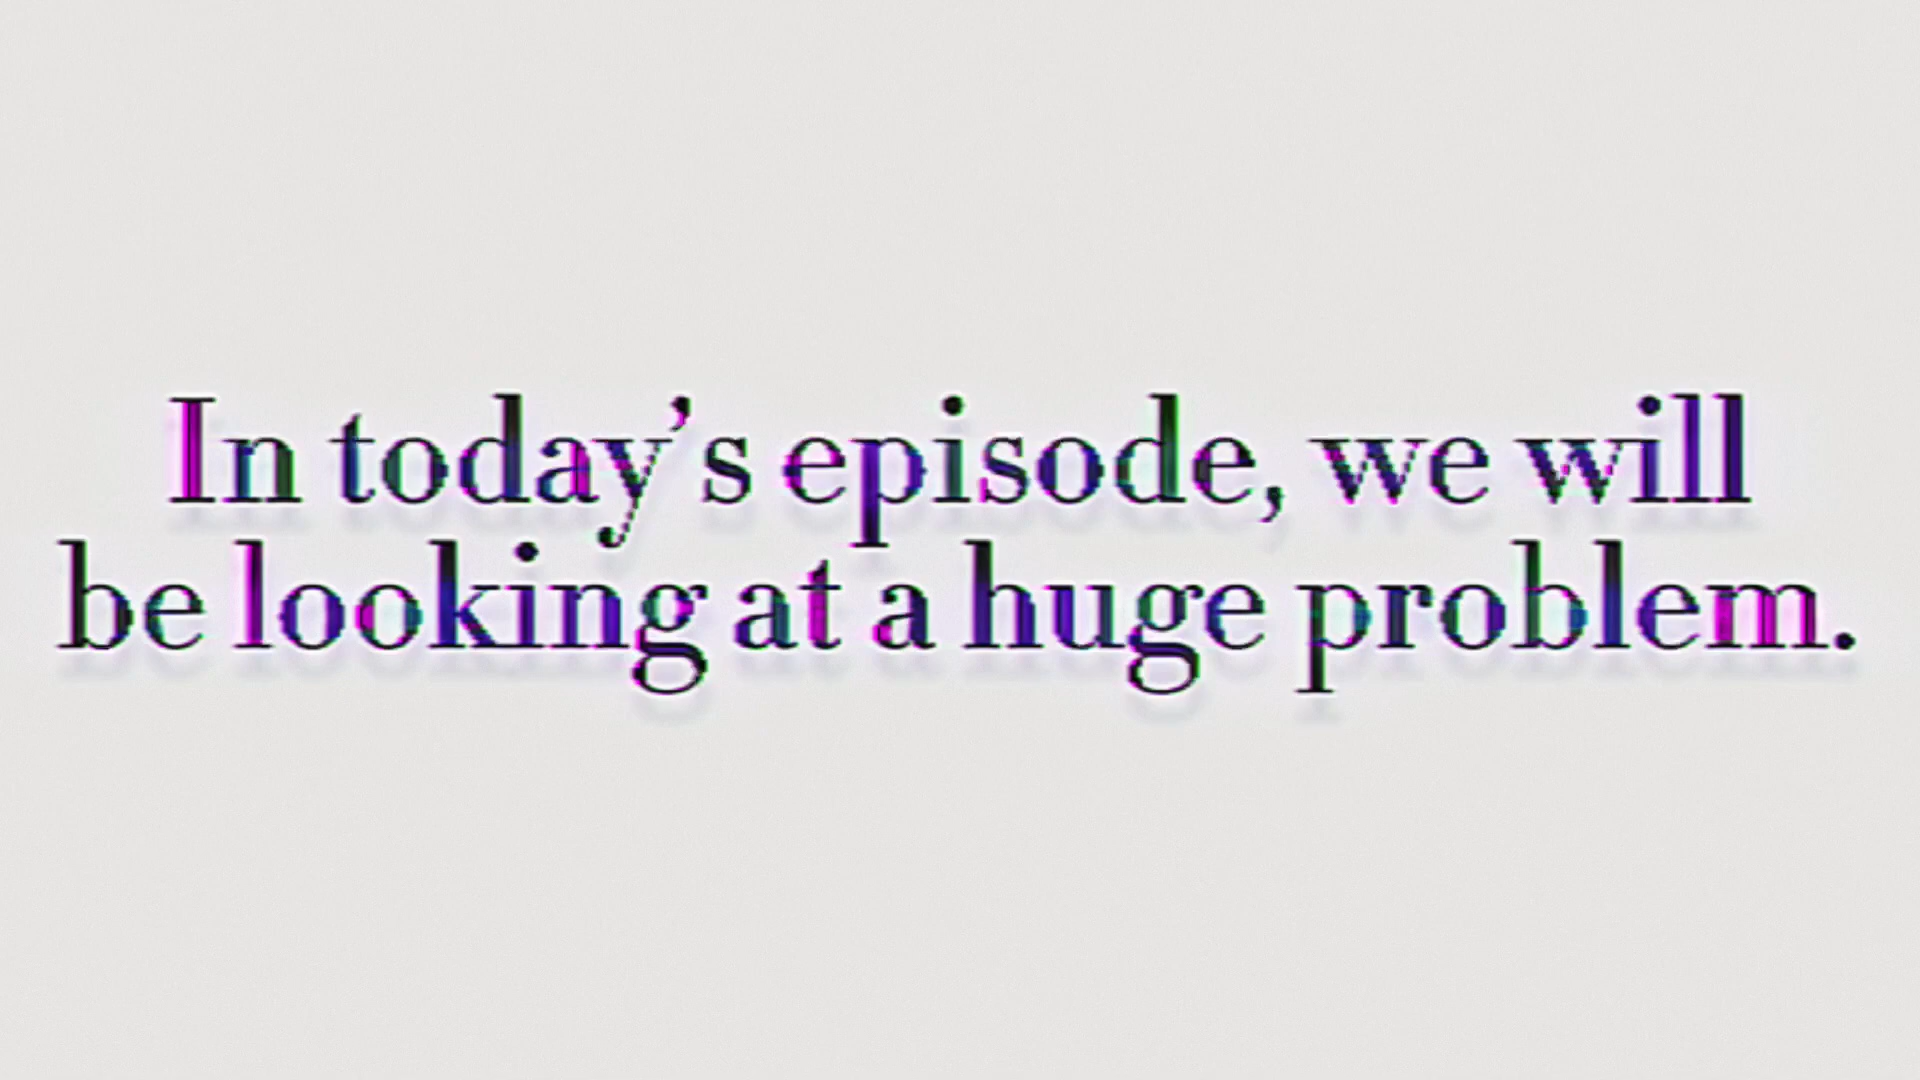 In today’s episode, we will
be looking at a huge problem.